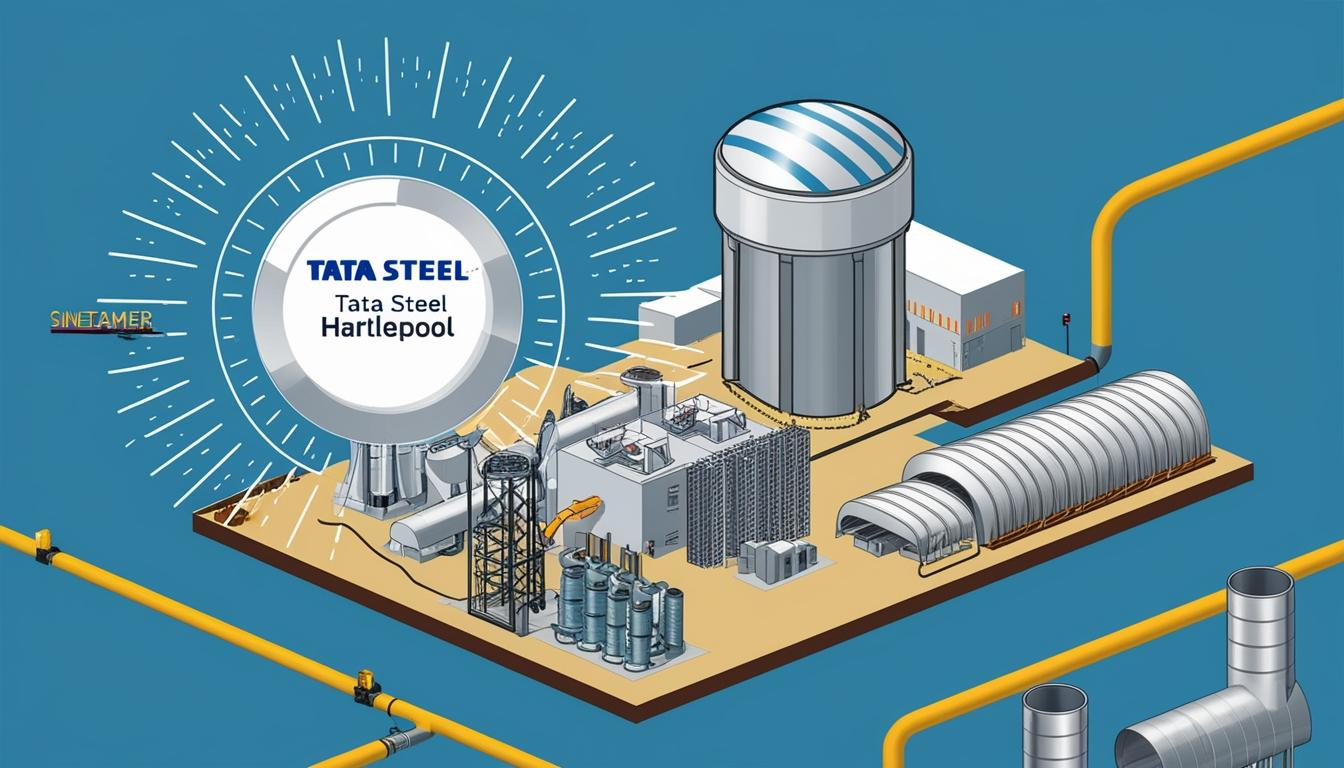 SINETAMER
TATA STEEL
Tata Steel
Hartlepool